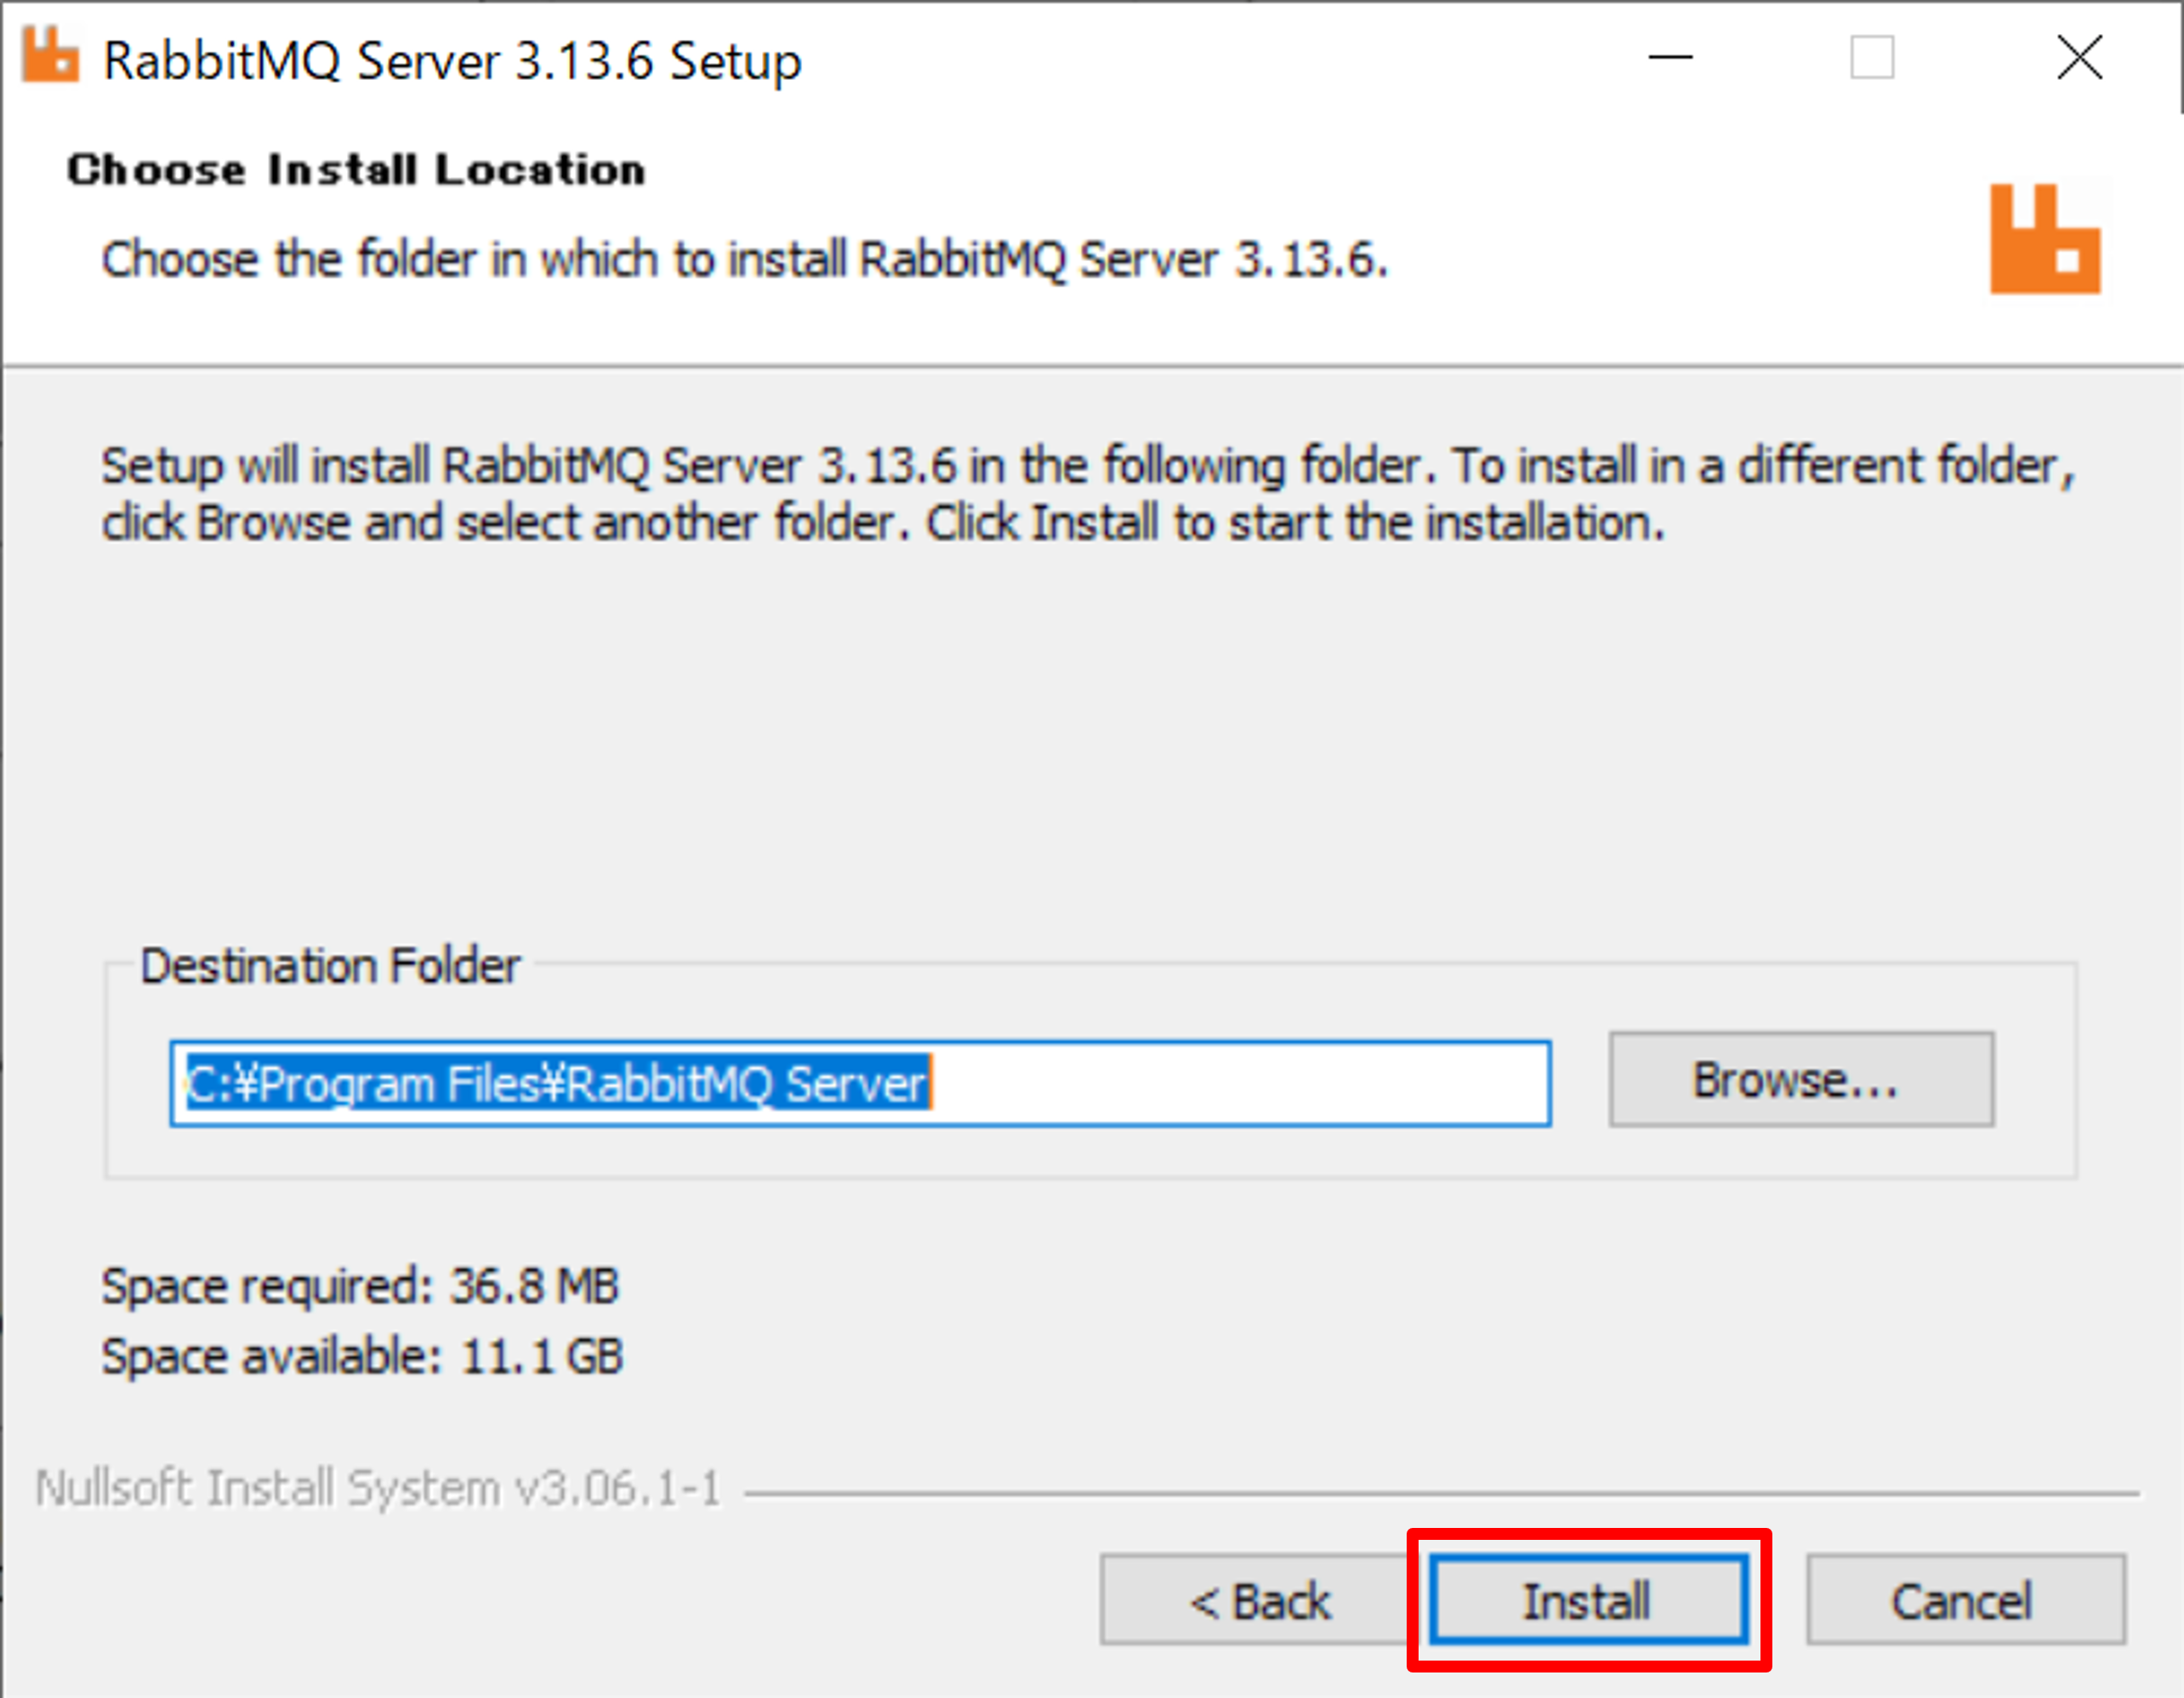 RabbitMQ Server 3.13.6 Setup
Choose Install Location
Choose the folder in which to install RabbitMQ Server 3.13.6.
Setup will install RabbitMQ Server 3.13.6 in the following folder. To install in a different folder,
click Browse and select another folder. Click Install to start the installation.
Destination Folder
C:¥Program Files¥RabbitMQ Server
Browse...
Space required: 36.8 MB
Space available: 11.1 GB
Nullsoft Install System v3.06.1-1
< Back
Install
Cancel